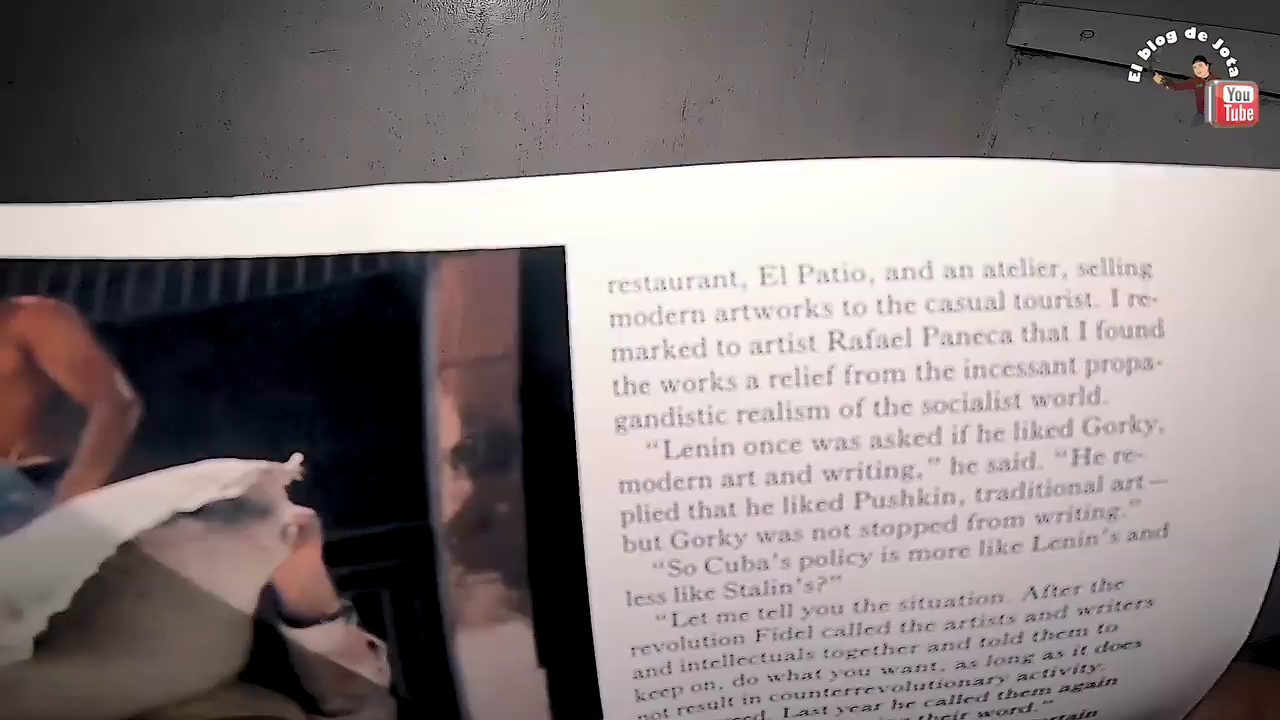 El blog de Jota
You
Tube
restaurant, El Patio, and an atelier, selling
modern artworks to the casual tourist. I re-
marked to artist Rafael Paneca that I found
the works a relief from the incessant propa-
gandistic realism of the socialist world.
"Lenin once was asked if he liked Gorky,
modern art and writing," he said. "He re-
plied that he liked Pushkin, traditional art—
but Gorky was not stopped from writing."
"So Cuba's policy is more like Lenin's and
less like Stalin's?"
"Let me tell you the situation. After the
revolution Fidel called the artists and writers
and intellectuals together and told them to
keep on, do what you want, as long as it does
not result in counterrevolutionary activity.
Last year he called them again
their word."